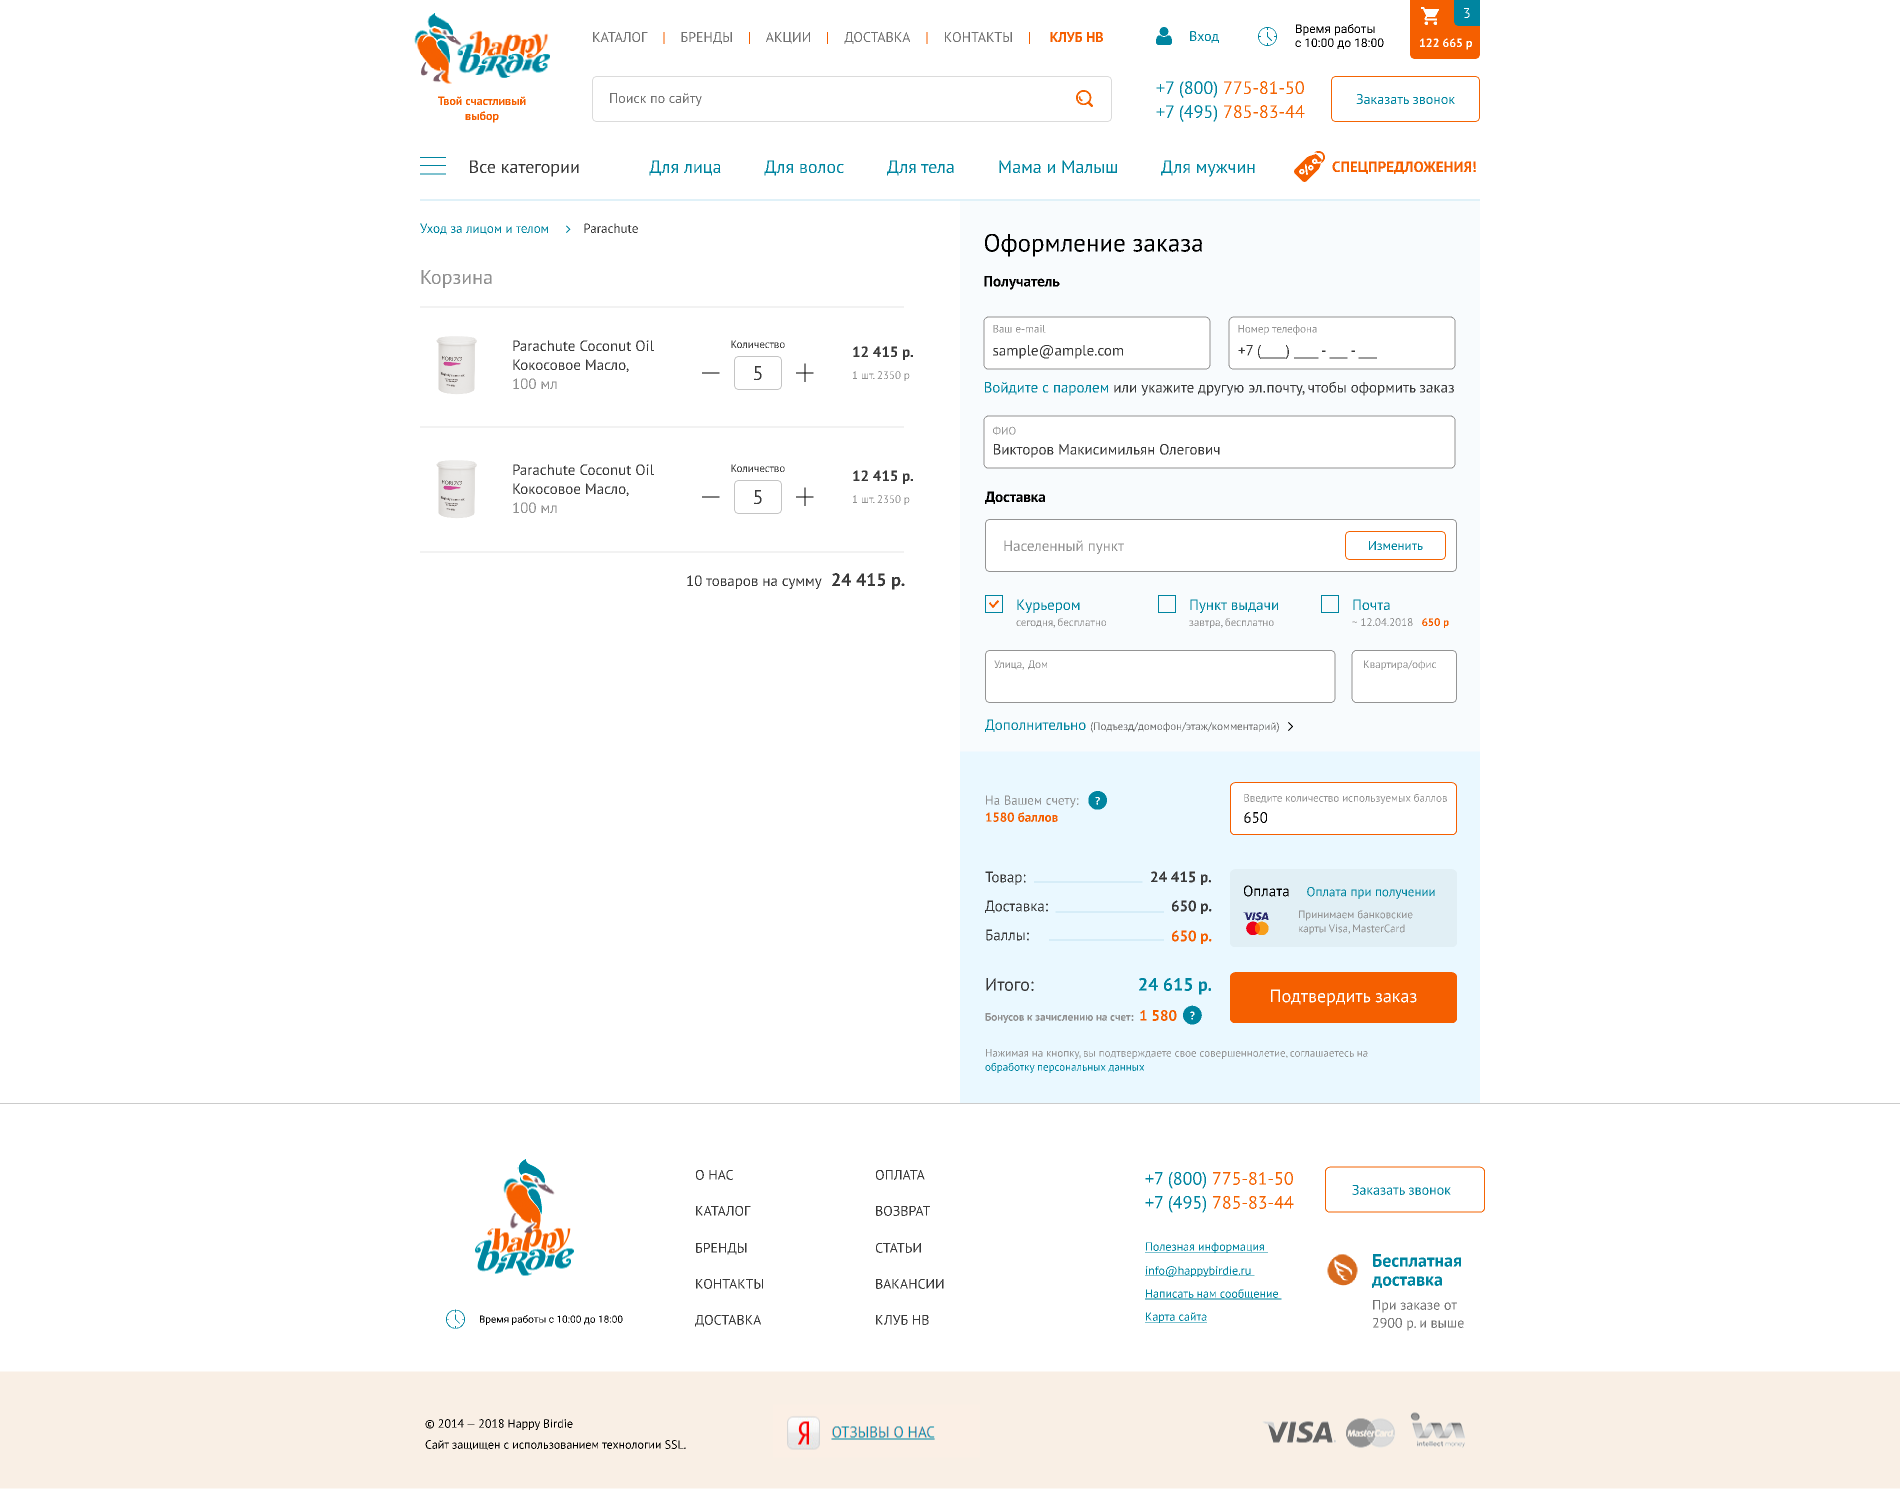 happy birdie
Твой счастливый
выбор
КАТАЛОГ | БРЕНДЫ | АКЦИИ | ДОСТАВКА | КОНТАКТЫ | КЛУБ HB
Вход
Время работы
с 10:00 до 18:00
3
122 665 р
Поиск по сайту
+7 (800) 775-81-50
+7 (495) 785-83-44
Заказать звонок
Все категории
Для лица
Для волос
Для тела
Мама и Малыш
Для мужчин
%
СПЕЦПРЕДЛОЖЕНИЯ!
Уход за лицом и телом > Parachute
Корзина
Parachute Coconut Oil
Кокосовое Масло,
100 мл
Количество
— 5 +
12 415 р.
1 шт. 2350 р
Parachute Coconut Oil
Кокосовое Масло,
100 мл
Количество
— 5 +
12 415 р.
1 шт. 2350 р
10 товаров на сумму 24 415 р.
Оформление заказа
Получатель
Ваш e-mail
sample@ample.com
Номер телефона
+7 (___) ___ - __ - __
Войдите с паролем или укажите другую эл.почту, чтобы оформить заказ
ФИО
Викторов Макисимильян Олегович
Доставка
Населенный пункт
Изменить
Курьером
сегодня, бесплатно
Пункт выдачи
завтра, бесплатно
Почта
~ 12.04.2018 650 р
Улица, Дом
Квартира/офис
Дополнительно (Подъезд/домофон/этаж/комментарий) >
На Вашем счету: ?
1580 баллов
Введите количество используемых баллов
650
Товар: 24 415 р.
Доставка: 650 р.
Баллы: 650 р.
Оплата Оплата при получении
VISA
Принимаем банковские
карты Visa, MasterCard
Итого: 24 615 р.
Бонусов к зачислению на счет: 1 580 ?
Подтвердить заказ
Нажимая на кнопку, вы подтверждаете свое совершеннолетие, соглашаетесь на
обработку персональных данных
happy birdie
Время работы с 10:00 до 18:00
О НАС
КАТАЛОГ
БРЕНДЫ
КОНТАКТЫ
ДОСТАВКА
ОПЛАТА
ВОЗВРАТ
СТАТЬИ
ВАКАНСИИ
КЛУБ HB
+7 (800) 775-81-50
+7 (495) 785-83-44
Заказать звонок
Полезная информация
info@happybirdie.ru
Написать нам сообщение
Карта сайта
Бесплатная
доставка
При заказе от
2900 р. и выше
© 2014 — 2018 Happy Birdie
Сайт защищен с использованием технологии SSL.
Я
ОТЗЫВЫ О НАС
VISA
MasterCard
intellect money